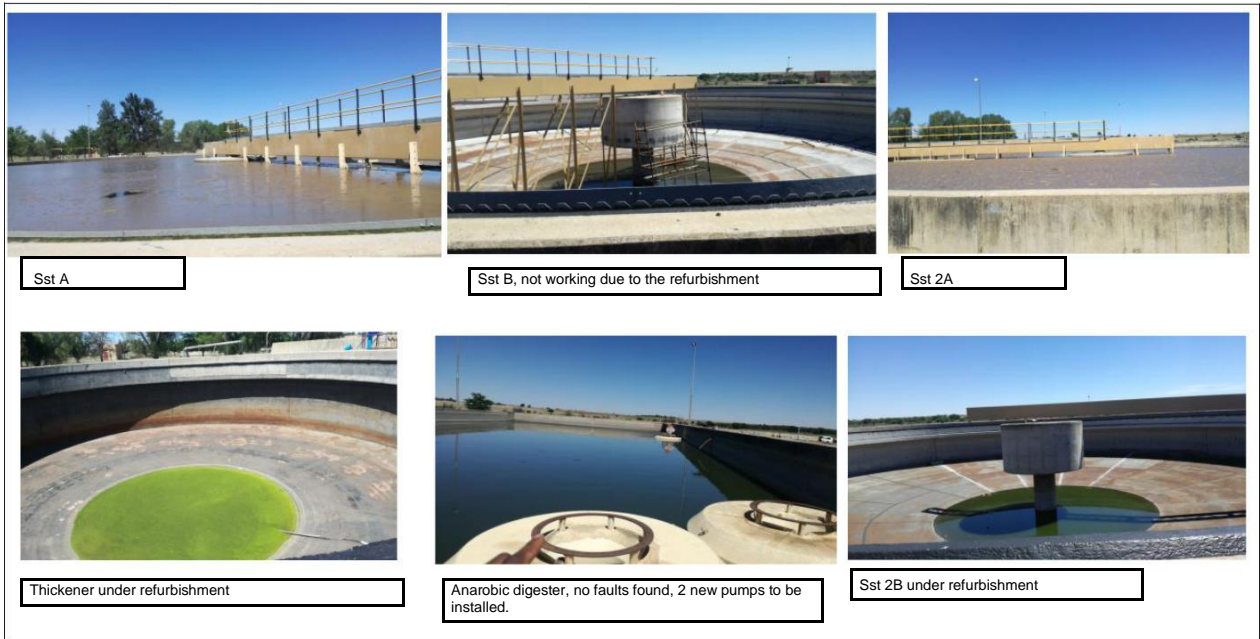 Sst A
Sst B, not working due to the refurbishment
Sst 2A
Thickener under refurbishment
Anarobic digester, no faults found, 2 new pumps to be
installed.
Sst 2B under refurbishment